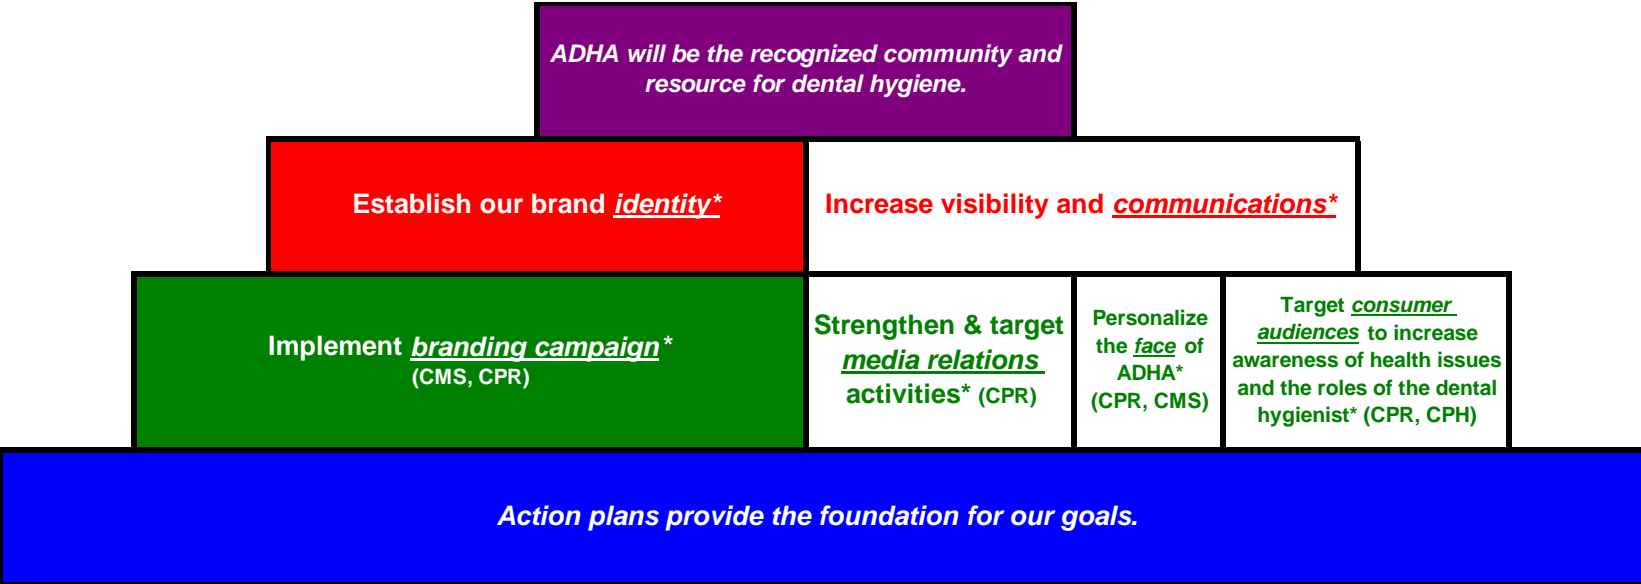 ADHA will be the recognized community and
resource for dental hygiene.
Establish our brand identity*
Increase visibility and communications*
Implement branding campaign*
(CMS, CPR)
Strengthen & target
media relations
activities* (CPR)
Personalize
the face of
ADHA*
(CPR, CMS)
Target consumer
audiences to increase
awareness of health issues
and the roles of the dental
hygienist* (CPR, CPH)
Action plans provide the foundation for our goals.